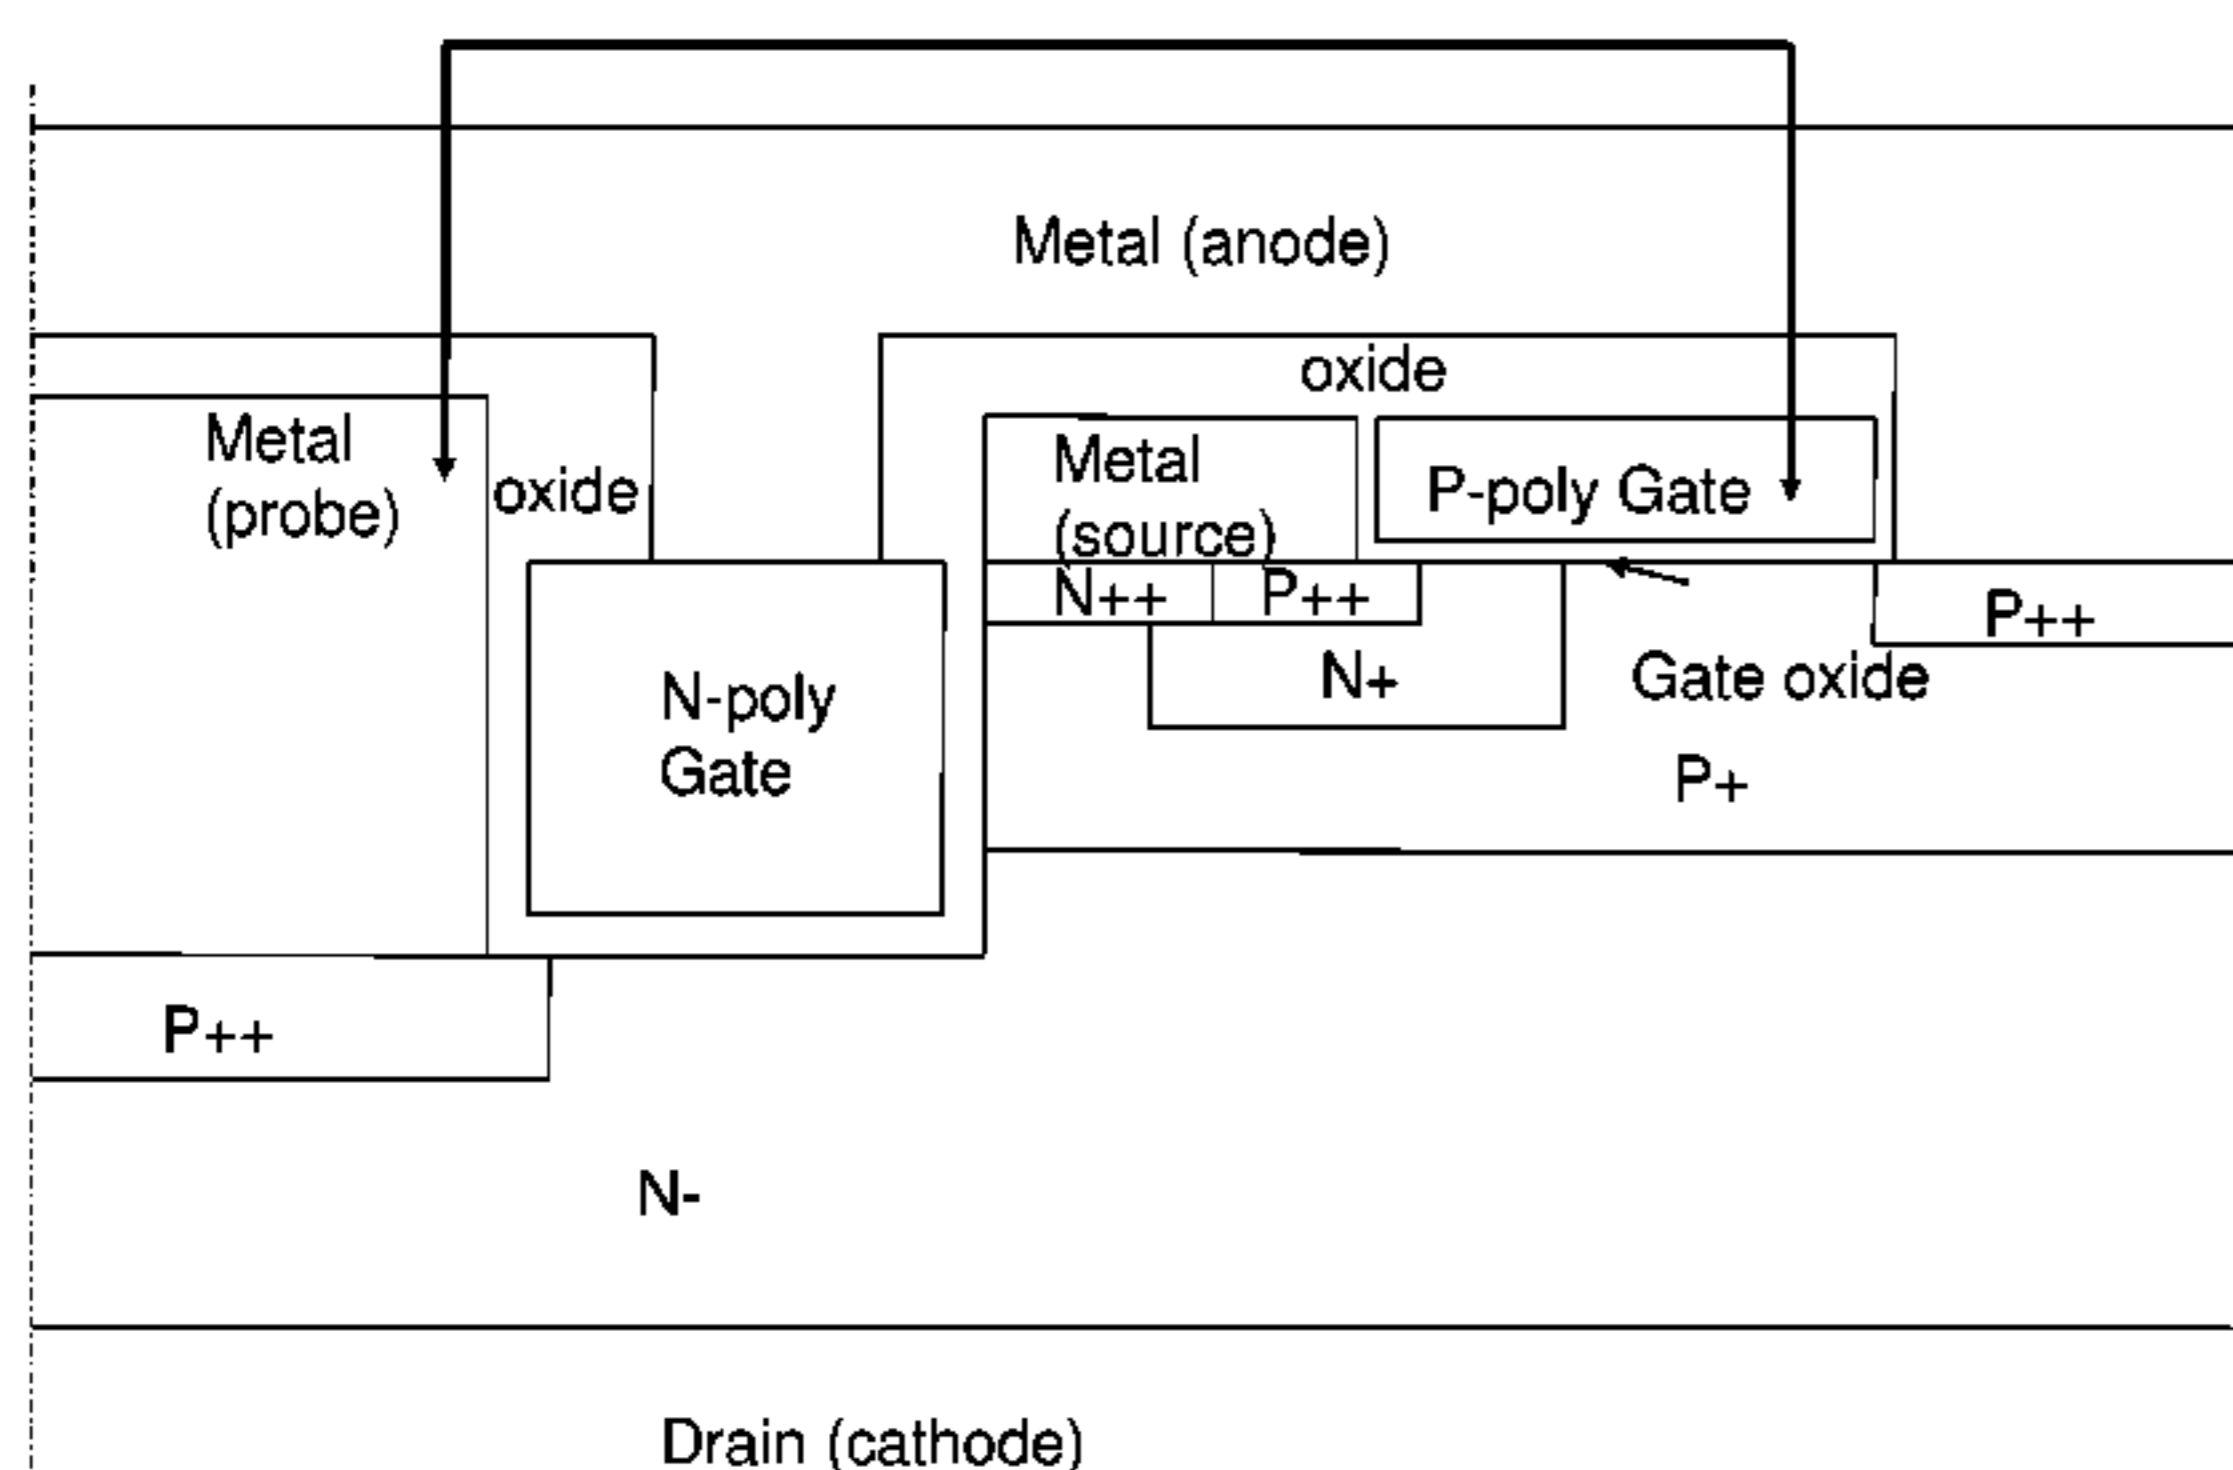 Metal (anode)
oxide
Metal
(probe)
oxide
Metal
(source)
P-poly Gate
N++
P++
P++
N-poly
Gate
N+
Gate oxide
P+
P++
N-
Drain (cathode)